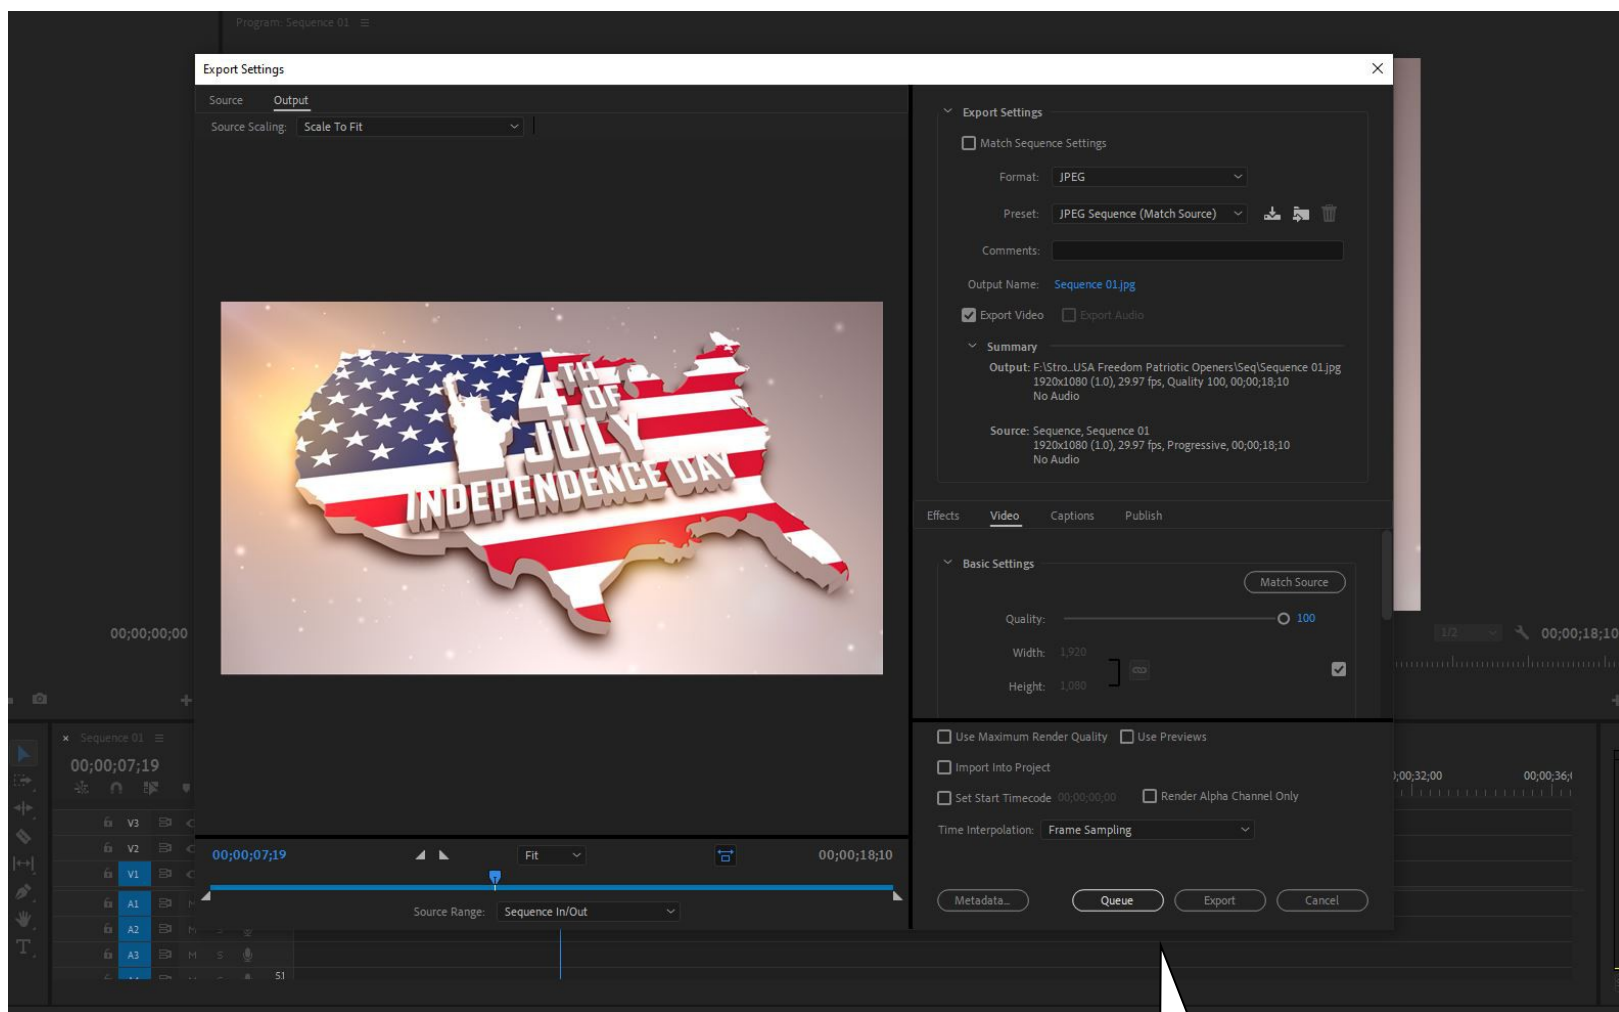 Program: Sequence 01
Export Settings
Source Output
Source Scaling: Scale To Fit
4TH
OF
JULY
INDEPENDENCE DAY
00;00;07;19 Fit 00;00;18;10
Source Range: Sequence In/Out
Export Settings
Match Sequence Settings
Format: JPEG
Preset: JPEG Sequence (Match Source)
Comments:
Output Name: Sequence 01.jpg
Export Video Export Audio
Summary
Output: F:\Stro...USA Freedom Patriotic Openers\Seq\Sequence 01.jpg
1920x1080 (1.0), 29.97 fps, Quality 100, 00;00;18;10
No Audio
Source: Sequence, Sequence 01
1920x1080 (1.0), 29.97 fps, Progressive, 00;00;18;10
No Audio
Effects Video Captions Publish
Basic Settings
Match Source
Quality: 100
Width: 1,920
Height: 1,080
Use Maximum Render Quality Use Previews
Import Into Project
Set Start Timecode 00;00;00;00 Render Alpha Channel Only
Time Interpolation: Frame Sampling
Metadata... Queue Export Cancel
00;00;00;00
1/2 00;00;18;10
Sequence 01
00;00;07;19
;00;32;00 00;00;36;
V3
V2
V1
A1 M
A2 M S
A3 M S
S1